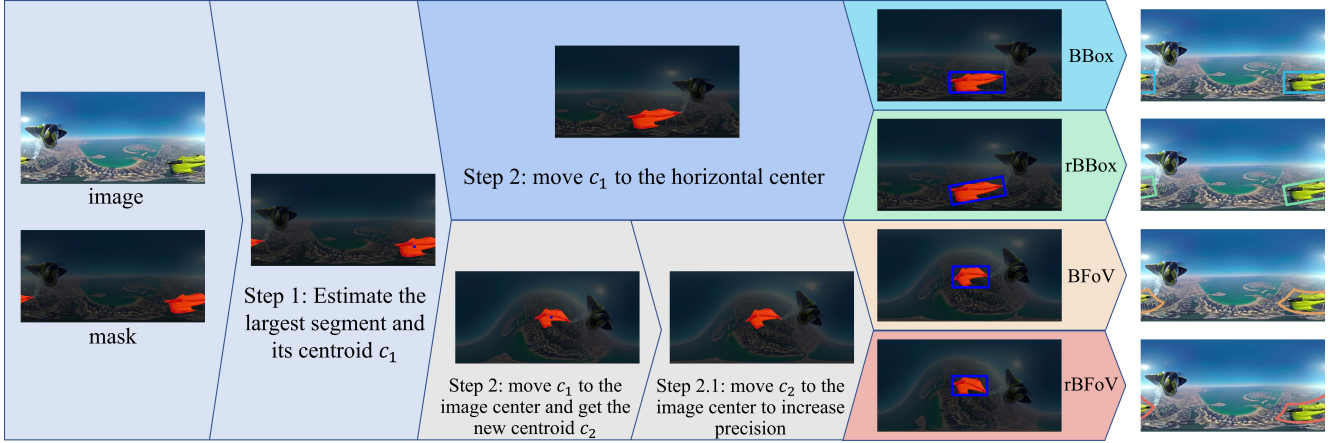 image
mask
Step 1: Estimate the
largest segment and
its centroid c₁
Step 2: move c₁ to the horizontal center
Step 2: move c₁ to the
image center and get the
new centroid c₂
Step 2.1: move c₂ to the
image center to increase
precision
BBox
rBBox
BFoV
rBFoV